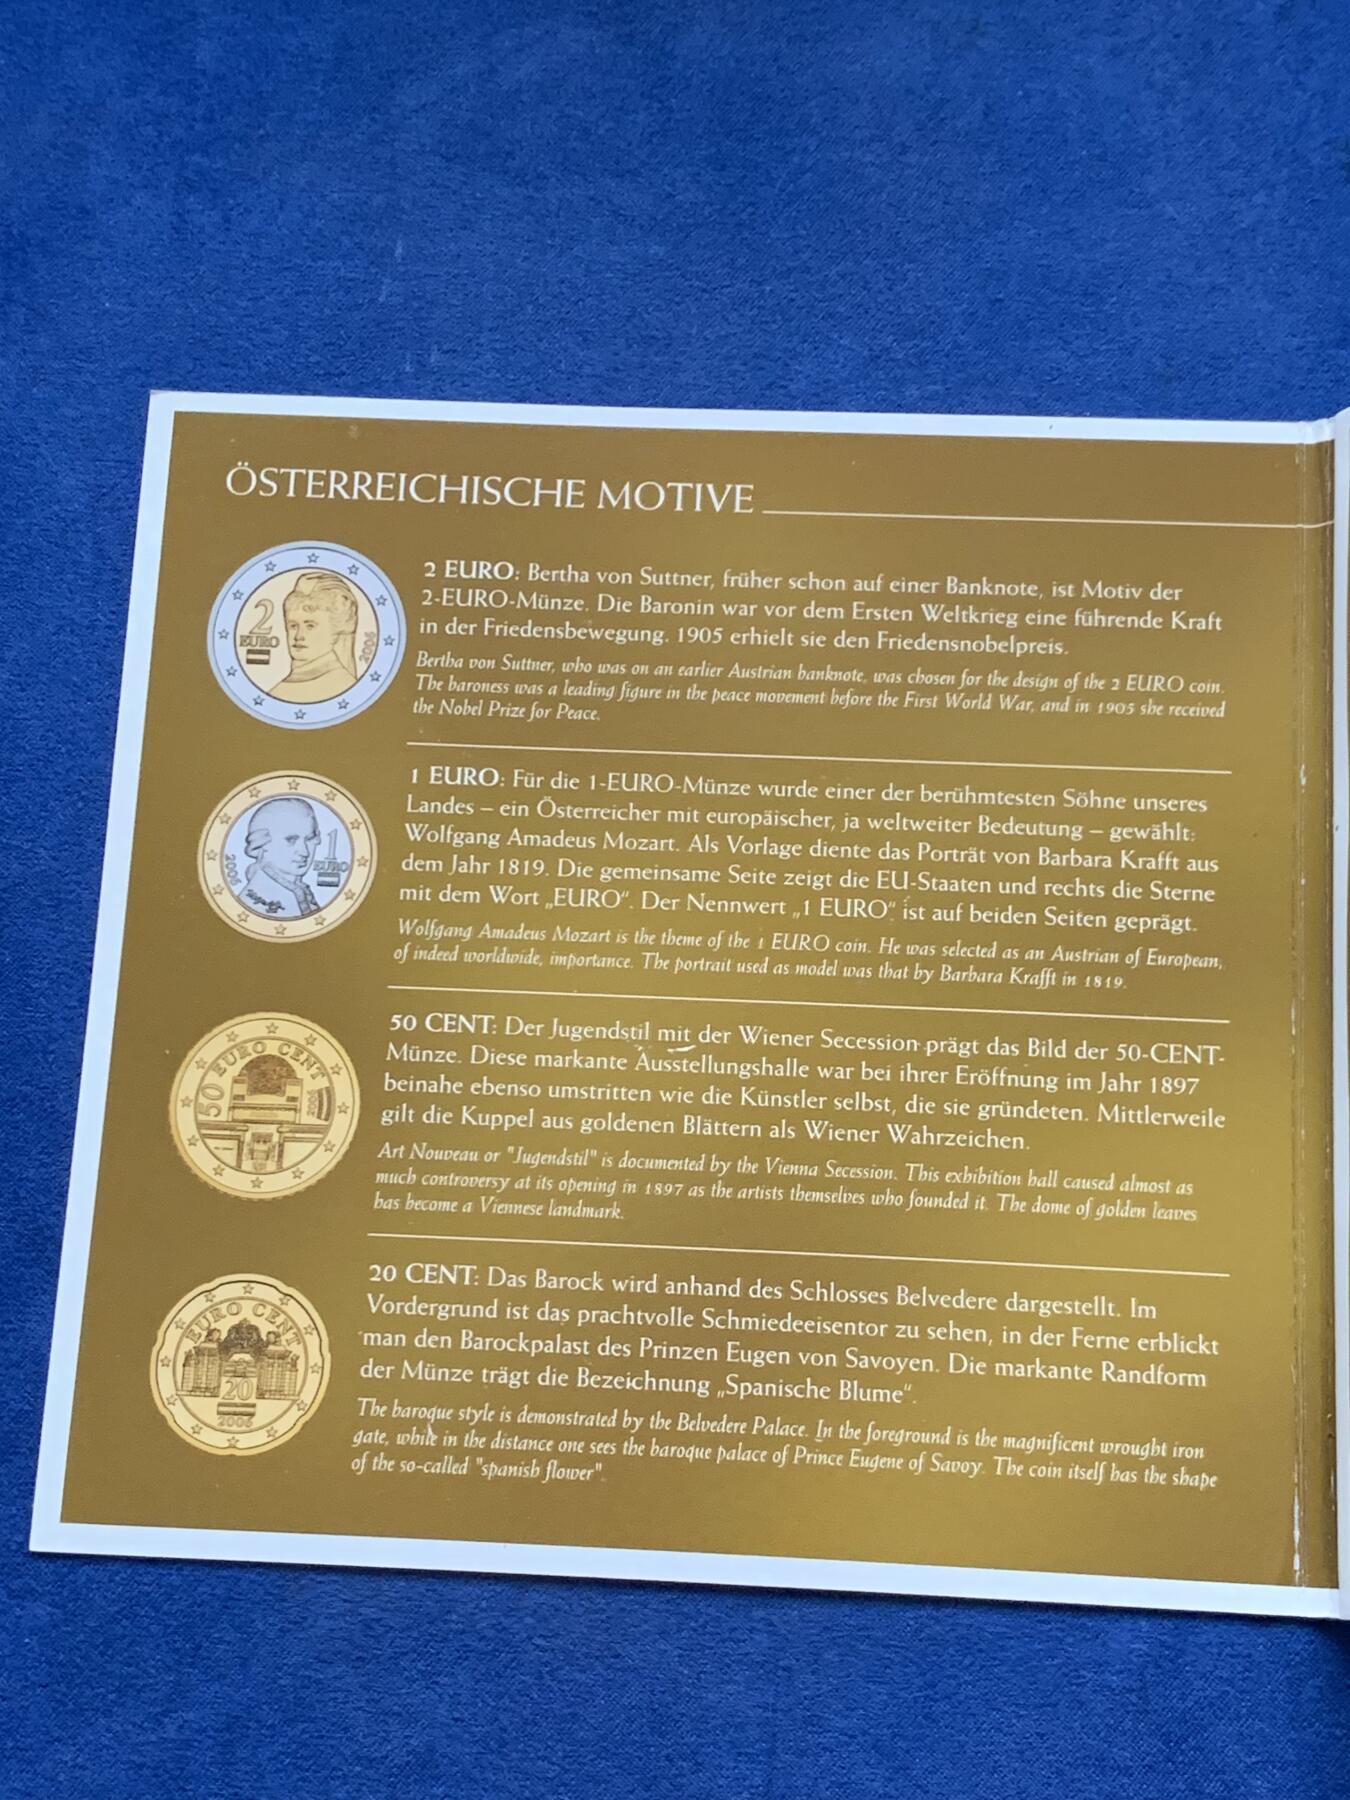 ÖSTERREICHISCHE MOTIVE
2 EURO: Bertha von Suttner, früher schon auf einer Banknote, ist Motiv der
2-EURO-Münze. Die Baronin war vor dem Ersten Weltkrieg eine führende Kraft
in der Friedensbewegung. 1905 erhielt sie den Friedensnobelpreis.
Bertha von Suttner, who was on an earlier Austrian banknote, was chosen for the design of the 2 EURO coin.
The baroness was a leading figure in the peace movement before the First World War, and in 1905 she received
the Nobel Prize for Peace.
2
EURO
2006
1 EURO: Für die 1-EURO-Münze wurde einer der berühmtesten Söhne unseres
Landes – ein Österreicher mit europäischer, ja weltweiter Bedeutung – gewählt:
Wolfgang Amadeus Mozart. Als Vorlage diente das Porträt von Barbara Krafft aus
dem Jahr 1819. Die gemeinsame Seite zeigt die EU-Staaten und rechts die Sterne
mit dem Wort „EURO“. Der Nennwert „1 EURO“ ist auf beiden Seiten geprägt.
Wolfgang Amadeus Mozart is the theme of the 1 EURO coin. He was selected as an Austrian of European,
of indeed worldwide, importance. The portrait used as model was that by Barbara Krafft in 1819.
1
EURO
2006
50 CENT: Der Jugendstil mit der Wiener Secession prägt das Bild der 50-CENT-
Münze. Diese markante Ausstellungshalle war bei ihrer Eröffnung im Jahr 1897
beinahe ebenso umstritten wie die Künstler selbst, die sie gründeten. Mittlerweile
gilt die Kuppel aus goldenen Blättern als Wiener Wahrzeichen.
Art Nouveau or "Jugendstil" is documented by the Vienna Secession. This exhibition hall caused almost as
much controversy at its opening in 1897 as the artists themselves who founded it. The dome of golden leaves
has become a Viennese landmark.
50 EURO CENT
2006
20 CENT: Das Barock wird anhand des Schlosses Belvedere dargestellt. Im
Vordergrund ist das prachtvolle Schmiedeeisentor zu sehen, in der Ferne erblickt
man den Barockpalast des Prinzen Eugen von Savoyen. Die markante Randform
der Münze trägt die Bezeichnung „Spanische Blume“.
The baroque style is demonstrated by the Belvedere Palace. In the foreground is the magnificent wrought iron
gate, while in the distance one sees the baroque palace of Prince Eugene of Savoy. The coin itself has the shape
of the so-called "spanish flower".
EURO CENT
20
2006